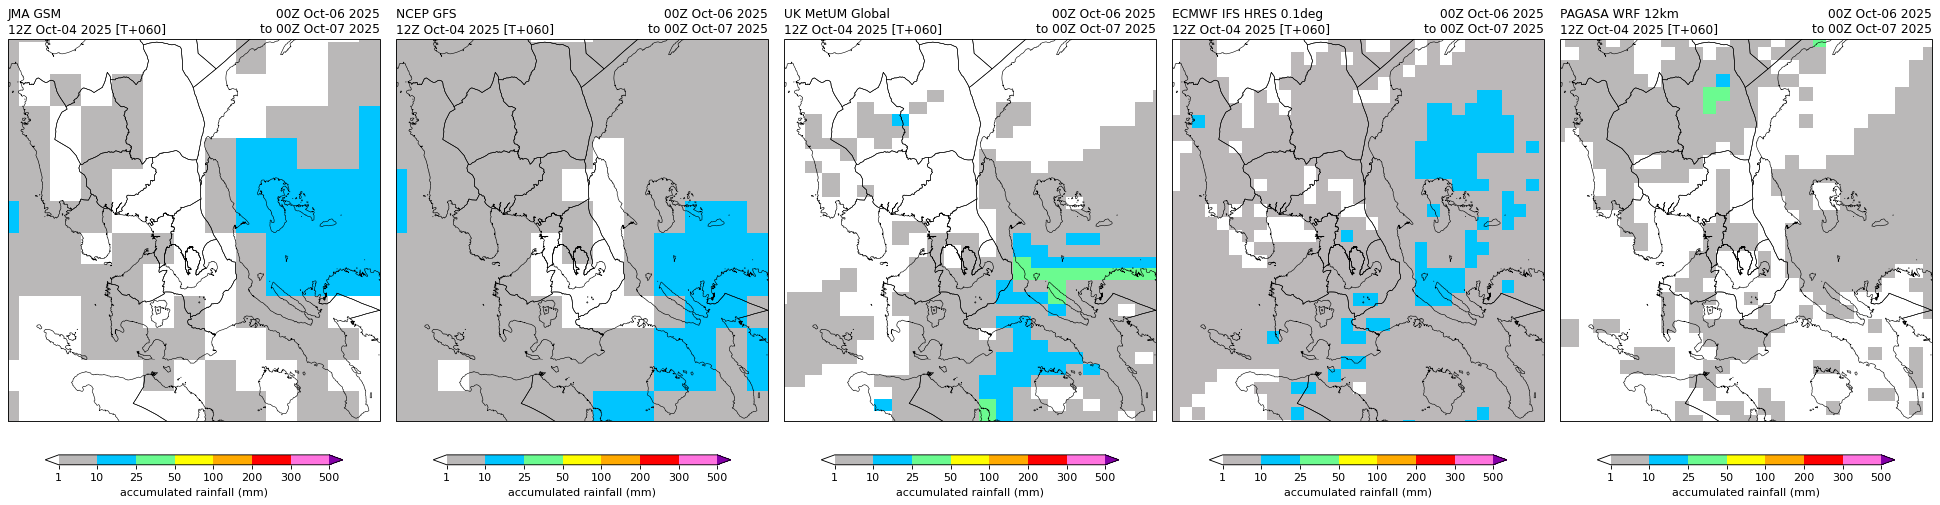 JMA GSM 00Z Oct-06 2025
12Z Oct-04 2025 [T+060] to 00Z Oct-07 2025
NCEP GFS 00Z Oct-06 2025
12Z Oct-04 2025 [T+060] to 00Z Oct-07 2025
UK MetUM Global 00Z Oct-06 2025
12Z Oct-04 2025 [T+060] to 00Z Oct-07 2025
ECMWF IFS HRES 0.1deg 00Z Oct-06 2025
12Z Oct-04 2025 [T+060] to 00Z Oct-07 2025
PAGASA WRF 12km 00Z Oct-06 2025
12Z Oct-04 2025 [T+060] to 00Z Oct-07 2025
1 10 25 50 100 200 300 500
accumulated rainfall (mm)
1 10 25 50 100 200 300 500
accumulated rainfall (mm)
1 10 25 50 100 200 300 500
accumulated rainfall (mm)
1 10 25 50 100 200 300 500
accumulated rainfall (mm)
1 10 25 50 100 200 300 500
accumulated rainfall (mm)